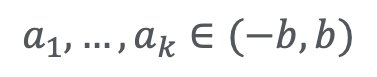 a₁, …, aₖ ∈ (−b, b)